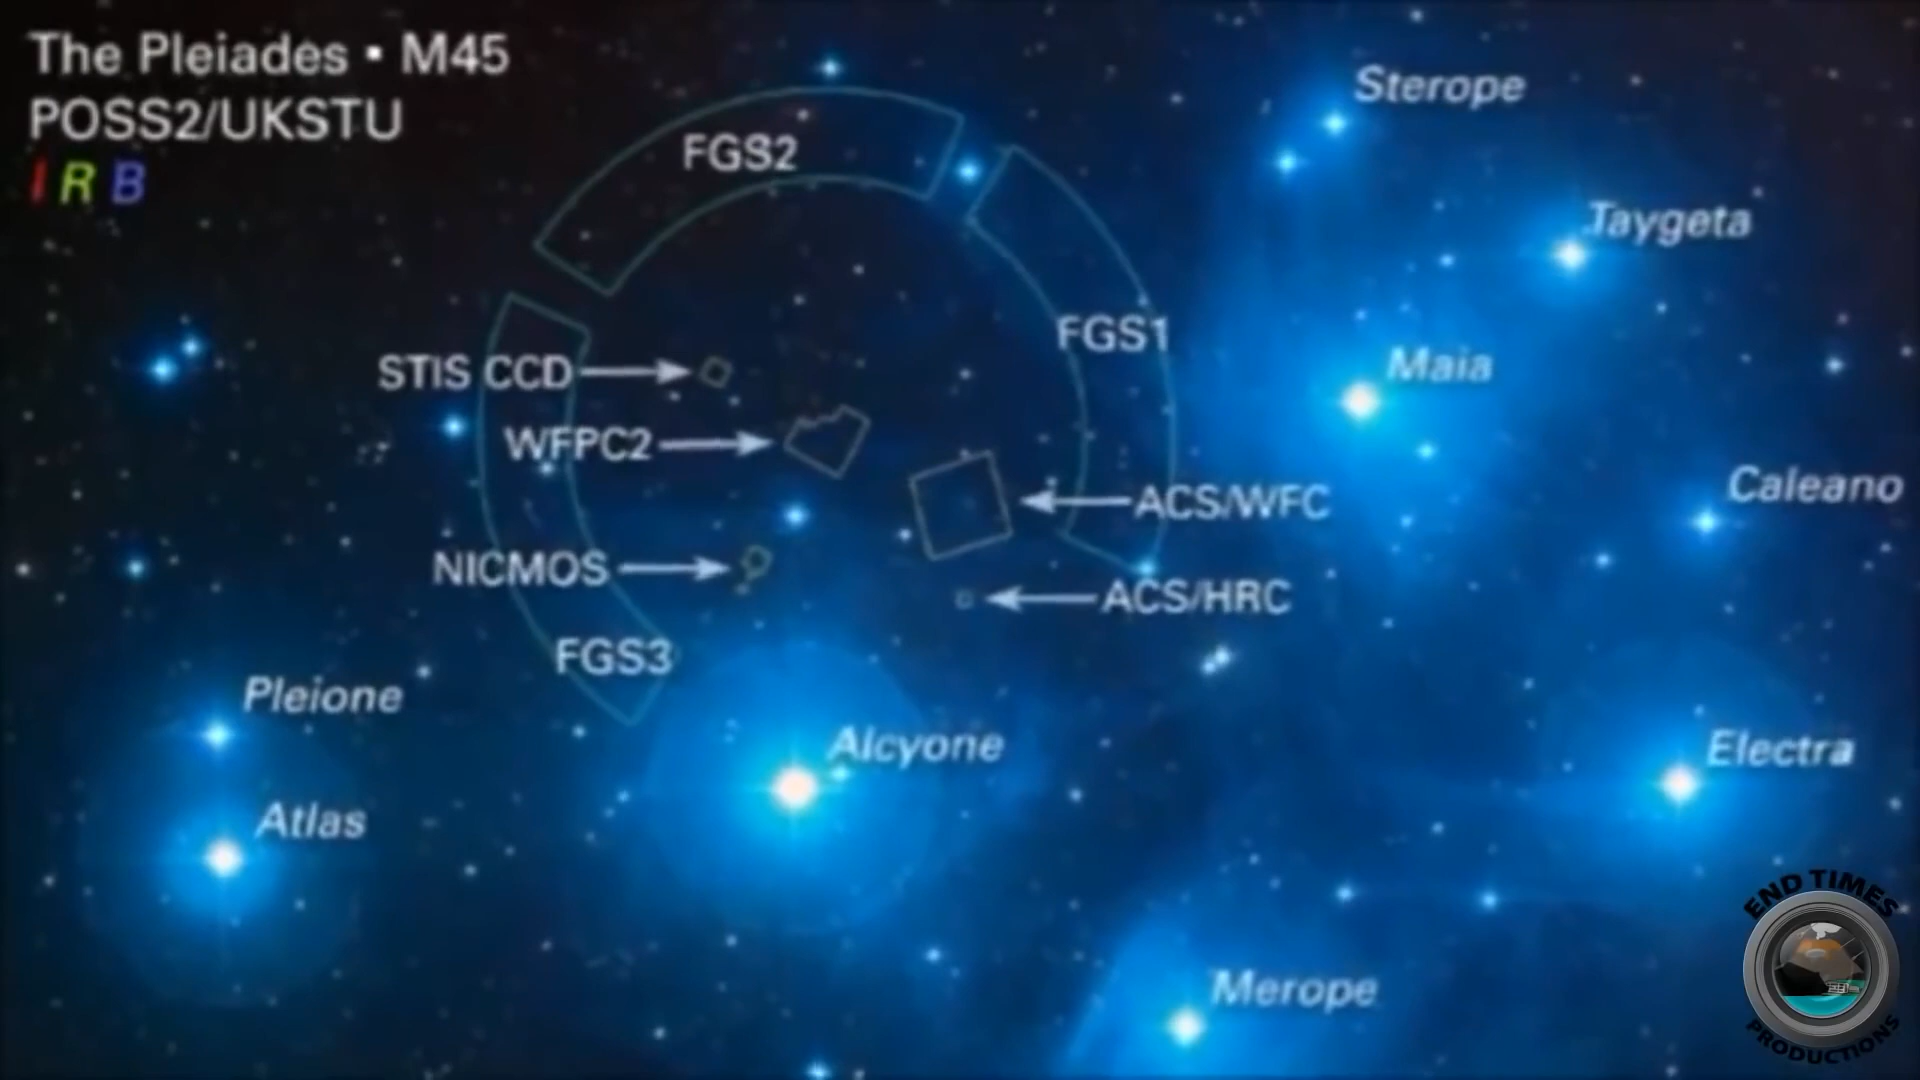 The Pleiades • M45
POSS2/UKSTU
I R B
Sterope
FGS2
Taygeta
FGS1
STIS CCD
Maia
WFPC2
Caleano
ACS/WFC
NICMOS
ACS/HRC
FGS3
Pleione
Alcyone
Electra
Atlas
Merope
END TIMES
PRODUCTIONS